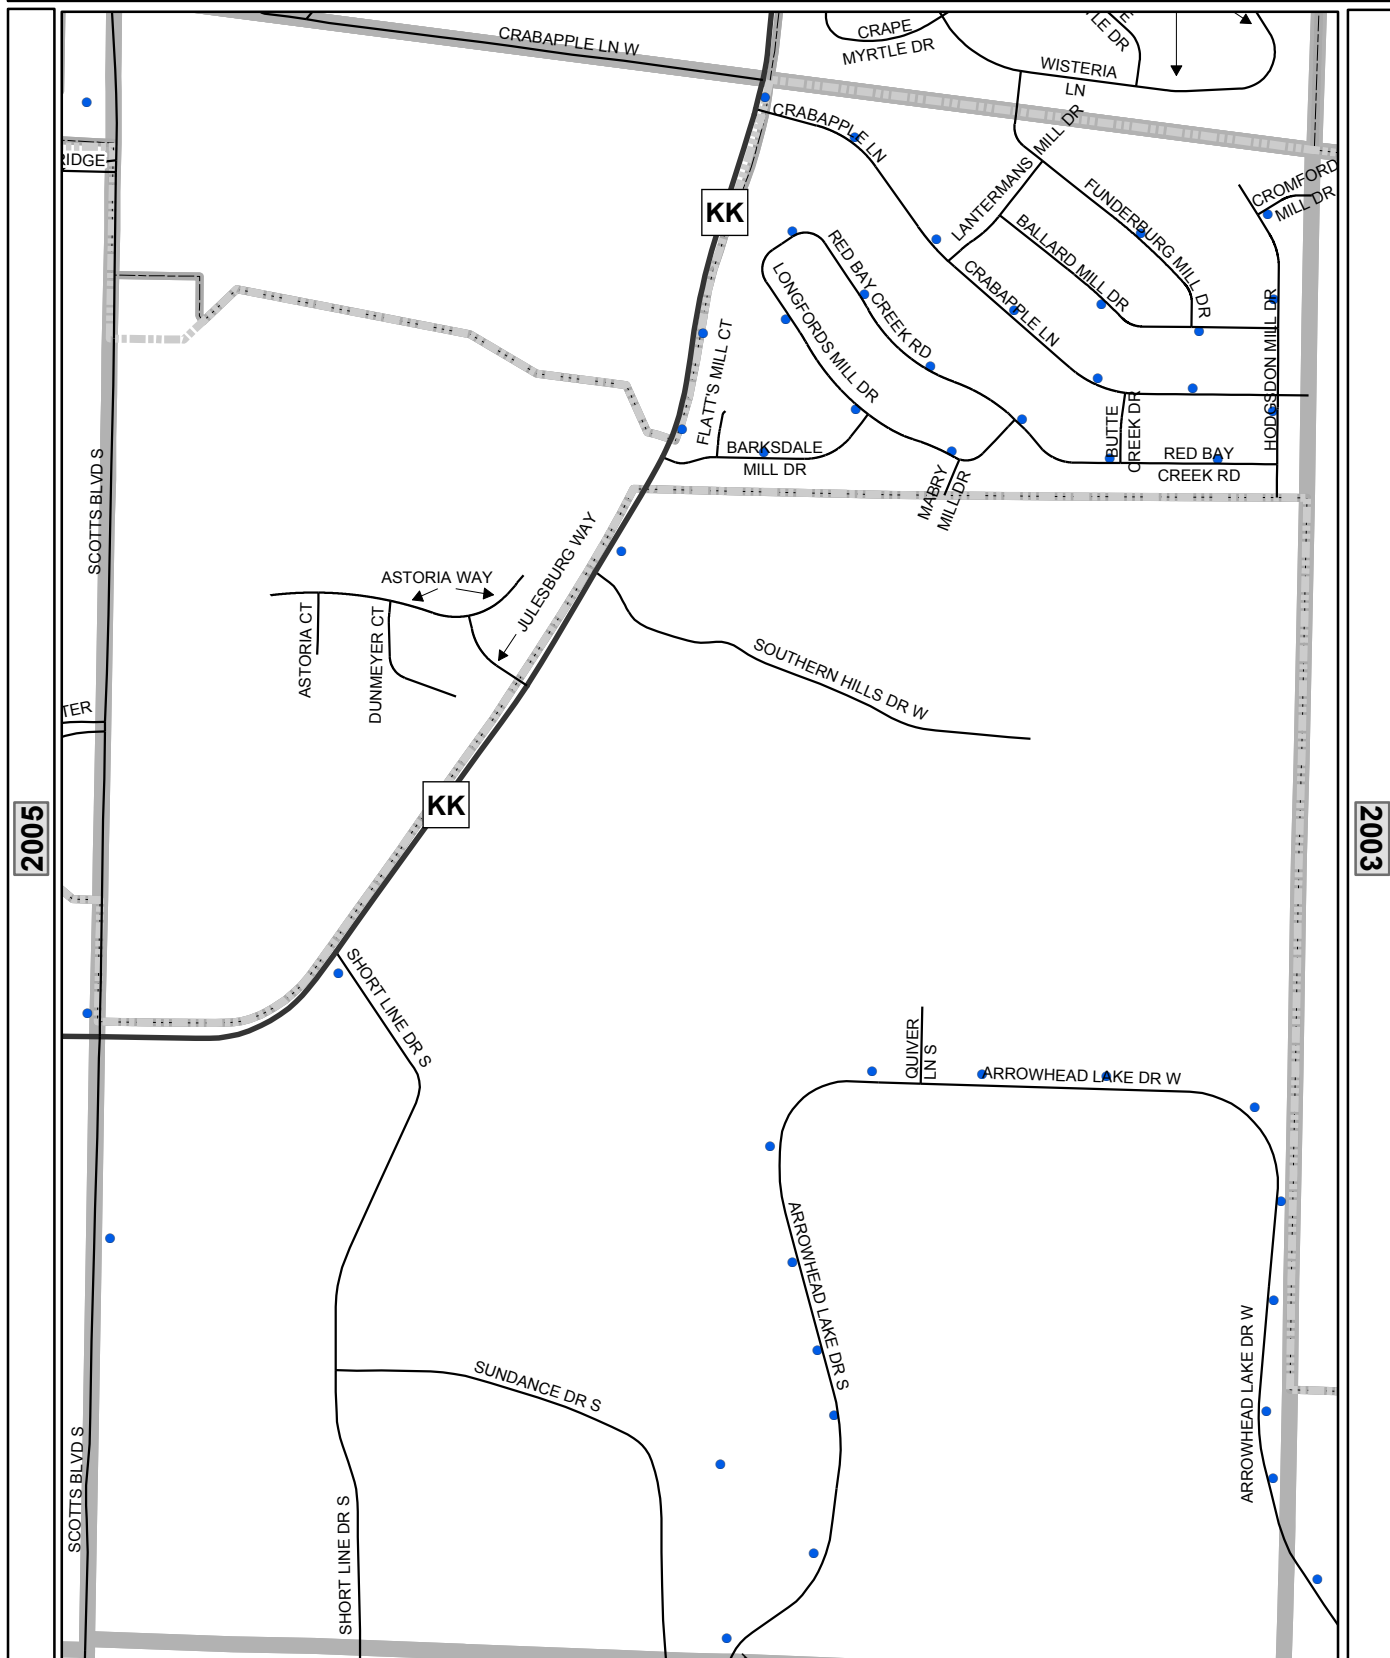 CRABAPPLE LN W
CRAPE
MYRTLE DR
WISTERIA
LN
CRABAPPLE LN
MILL DR
LANTERMANS
FUNDERBURG MILL DR
BALLARD MILL DR
CROMFORD
MILL DR
RIDGE
KK
RED BAY CREEK RD
LONGFORDS MILL DR
CRABAPPLE LN
HODGSDON MILL DR
FLATT'S MILL CT
BARKSDALE
MILL DR
BUTTE
CREEK DR
RED BAY
CREEK RD
MABRY
MILL DR
SCOTTS BLVD S
ASTORIA WAY
JULESBURG WAY
ASTORIA CT
DUNMEYER CT
SOUTHERN HILLS DR W
TER
KK
2005
2003
SHORT LINE DR S
QUIVER
LN S
ARROWHEAD LAKE DR W
ARROWHEAD LAKE DR S
ARROWHEAD LAKE DR W
SUNDANCE DR S
SCOTTS BLVD S
SHORT LINE DR S